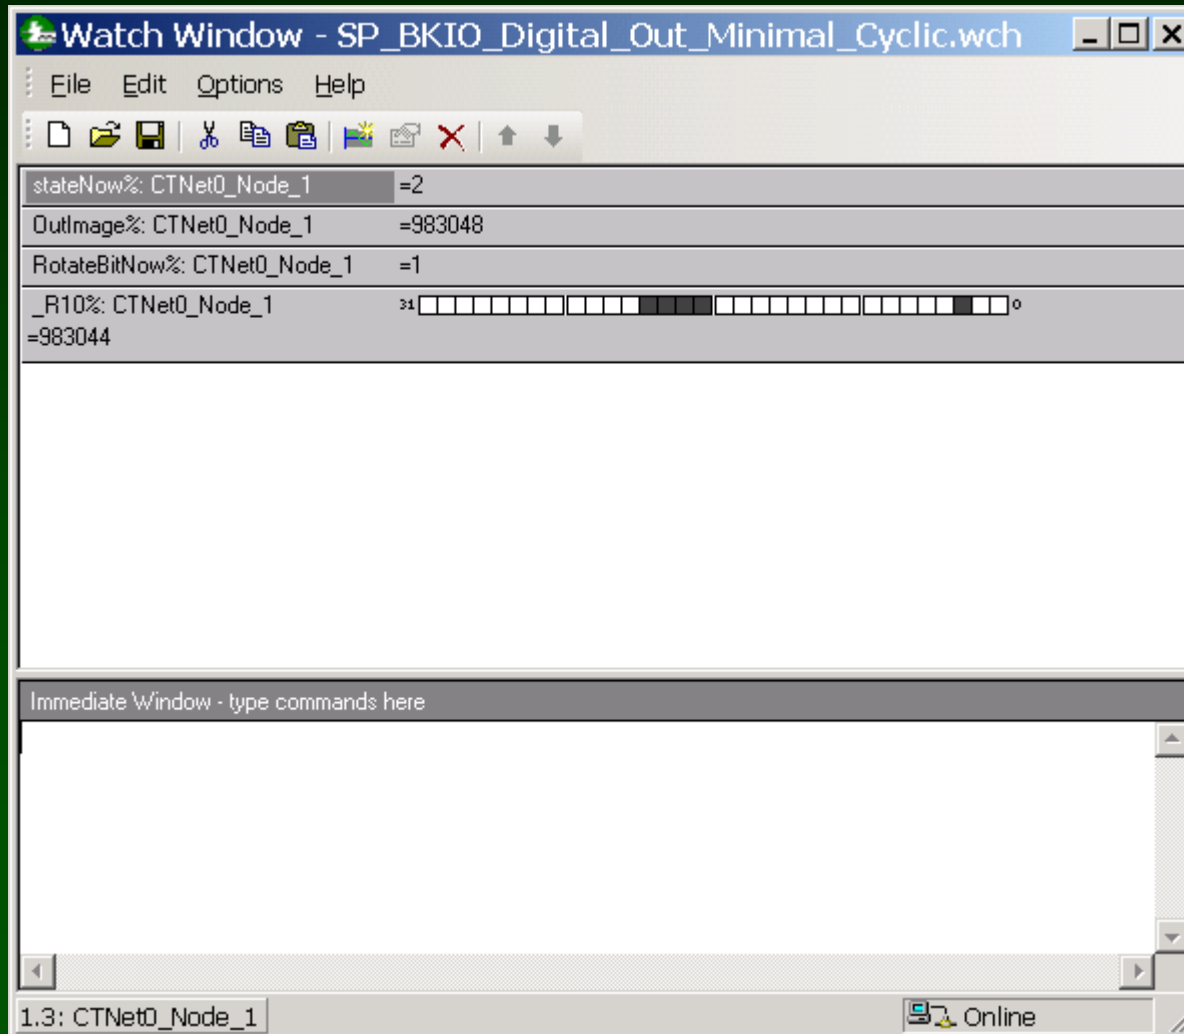 Watch Window - SP_BKIO_Digital_Out_Minimal_Cyclic.wch
File Edit Options Help
stateNow%: CTNet0_Node_1 =2
OutImage%: CTNet0_Node_1 =983048
RotateBitNow%: CTNet0_Node_1 =1
_R10%: CTNet0_Node_1 31 0
=983044
Immediate Window - type commands here
1.3: CTNet0_Node_1 Online